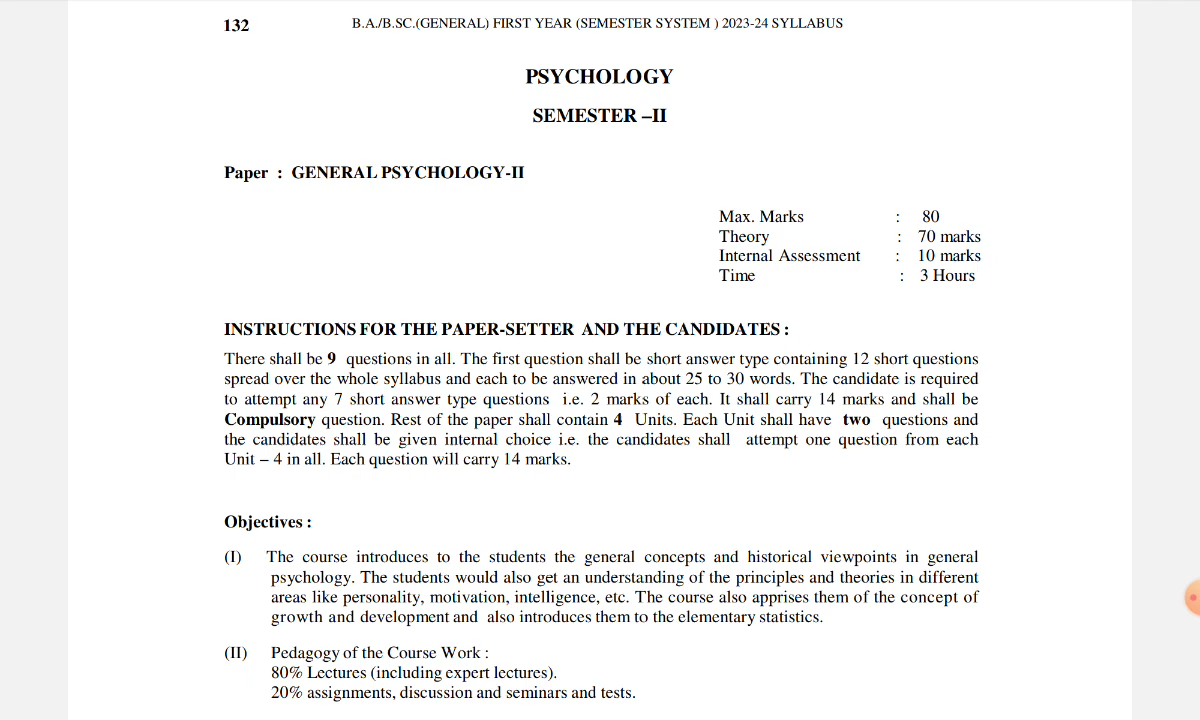 132 B.A./B.SC.(GENERAL) FIRST YEAR (SEMESTER SYSTEM ) 2023-24 SYLLABUS
PSYCHOLOGY
SEMESTER –II
Paper : GENERAL PSYCHOLOGY-II
Max. Marks : 80
Theory : 70 marks
Internal Assessment : 10 marks
Time : 3 Hours
INSTRUCTIONS FOR THE PAPER-SETTER AND THE CANDIDATES :
There shall be 9 questions in all. The first question shall be short answer type containing 12 short questions
spread over the whole syllabus and each to be answered in about 25 to 30 words. The candidate is required
to attempt any 7 short answer type questions i.e. 2 marks of each. It shall carry 14 marks and shall be
Compulsory question. Rest of the paper shall contain 4 Units. Each Unit shall have two questions and
the candidates shall be given internal choice i.e. the candidates shall attempt one question from each
Unit – 4 in all. Each question will carry 14 marks.
Objectives :
(I) The course introduces to the students the general concepts and historical viewpoints in general
psychology. The students would also get an understanding of the principles and theories in different
areas like personality, motivation, intelligence, etc. The course also apprises them of the concept of
growth and development and also introduces them to the elementary statistics.
(II) Pedagogy of the Course Work :
80% Lectures (including expert lectures).
20% assignments, discussion and seminars and tests.